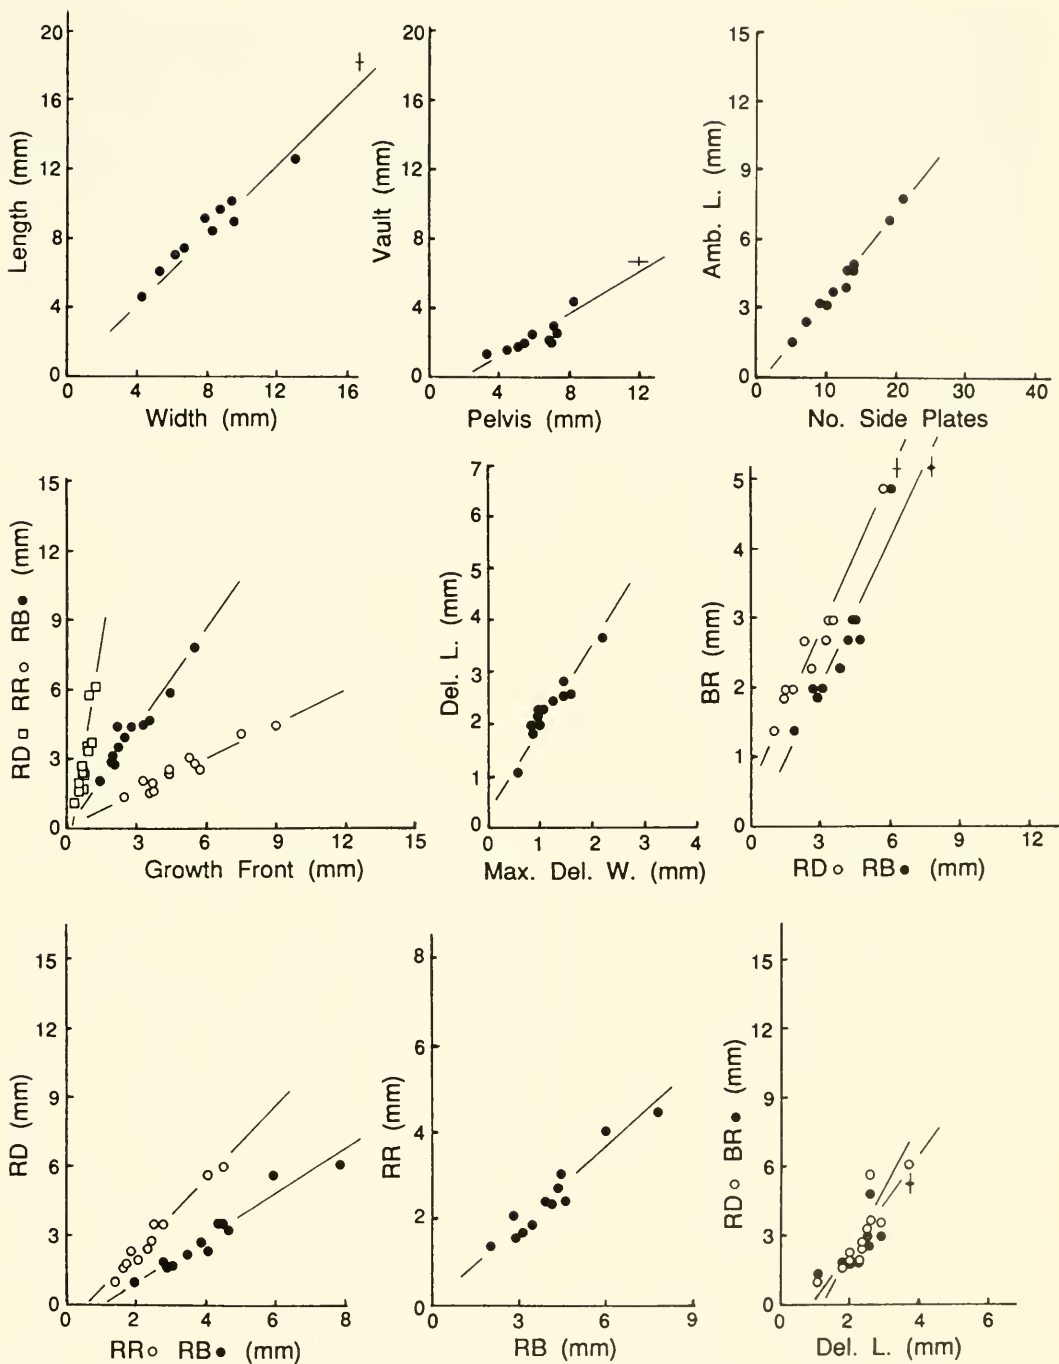 20
16
12
8
4
0
Length (mm)
0 4 8 12 16
Width (mm)
20
16
12
8
4
0
Vault (mm)
0 4 8 12
Pelvis (mm)
15
12
9
6
3
0
Amb. L. (mm)
0 10 20 30 40
No. Side Plates
15
12
9
6
3
0
RD □ RR ○ RB ● (mm)
0 3 6 9 12 15
Growth Front (mm)
7
6
5
4
3
2
1
0
Del. L. (mm)
0 1 2 3 4
Max. Del. W. (mm)
5
4
3
2
1
0
BR (mm)
0 3 6 9 12
RD ○ RB ● (mm)
15
12
9
6
3
0
RD (mm)
0 2 4 6 8
RR ○ RB ● (mm)
8
6
4
2
0
RR (mm)
0 3 6 9
RB (mm)
15
12
9
6
3
0
RD ○ BR ● (mm)
0 2 4 6
Del. L. (mm)